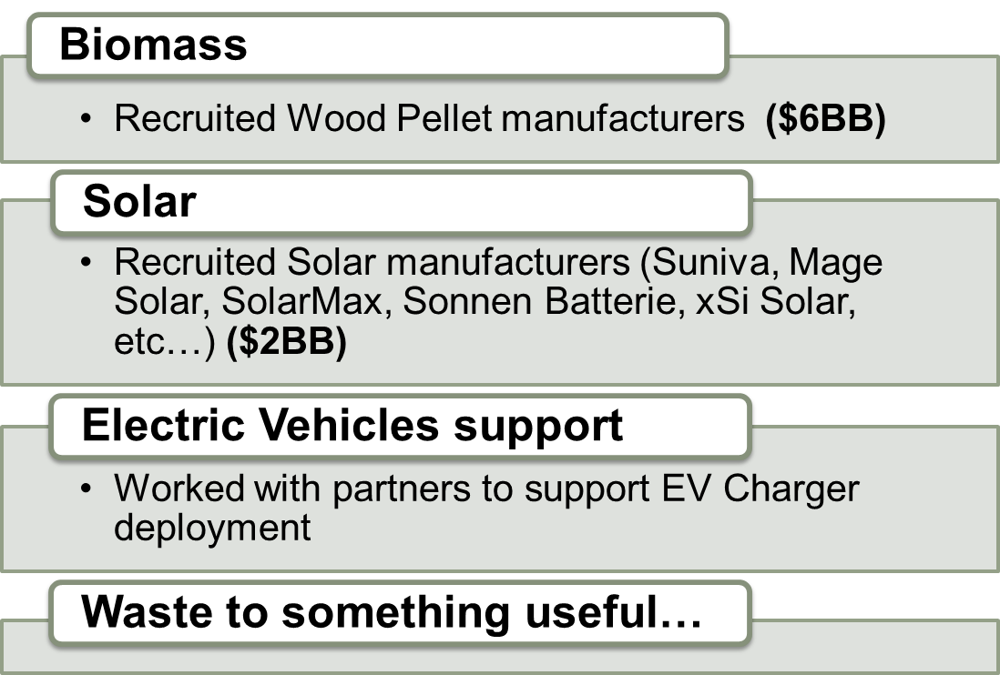 Biomass
• Recruited Wood Pellet manufacturers ($6BB)
Solar
• Recruited Solar manufacturers (Suniva, Mage
Solar, SolarMax, Sonnen Batterie, xSi Solar,
etc…) ($2BB)
Electric Vehicles support
• Worked with partners to support EV Charger
deployment
Waste to something useful…